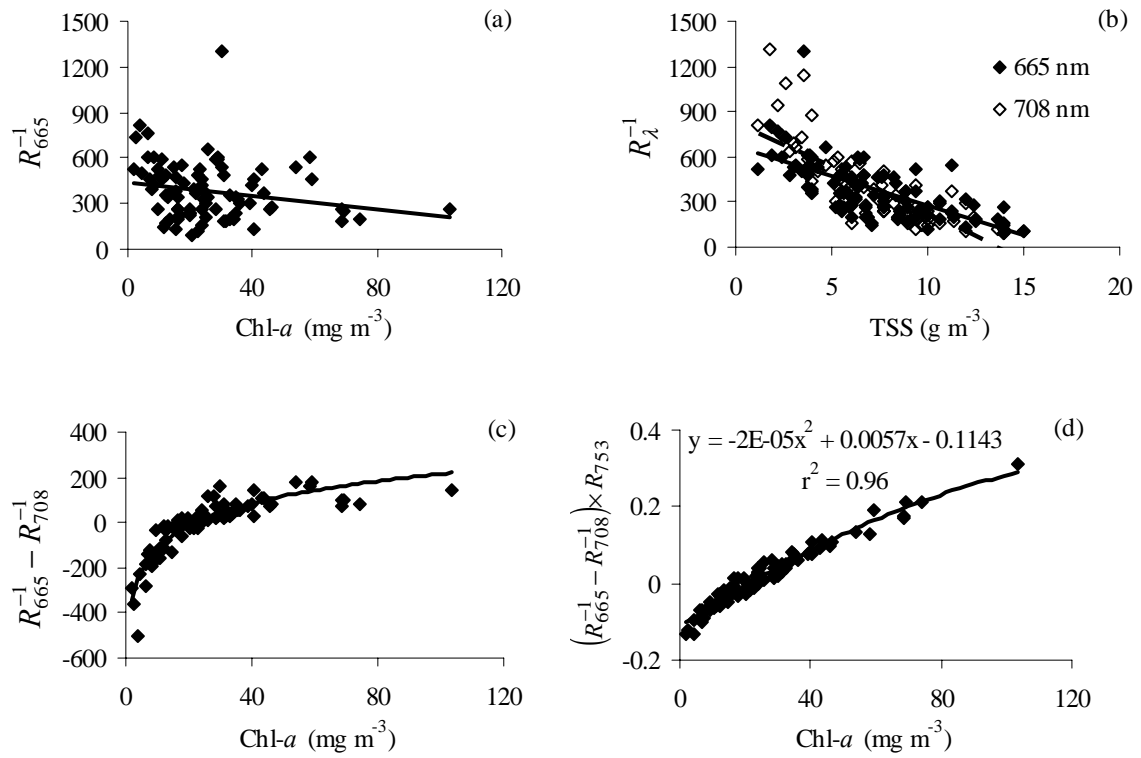 (a)
1500
1200
900
600
300
0
R₆₆₅⁻¹
0 40 80 120
Chl-a (mg m⁻³)
(b)
1500
1200
900
600
300
0
R_λ⁻¹
665 nm
708 nm
0 5 10 15 20
TSS (g m⁻³)
(c)
400
200
0
-200
-400
-600
R₆₆₅⁻¹ − R₇₀₈⁻¹
0 40 80 120
Chl-a (mg m⁻³)
(d)
0.4
0.2
0
-0.2
(R₆₆₅⁻¹ − R₇₀₈⁻¹) × R₇₅₃
y = -2E-05x² + 0.0057x - 0.1143
r² = 0.96
0 40 80 120
Chl-a (mg m⁻³)